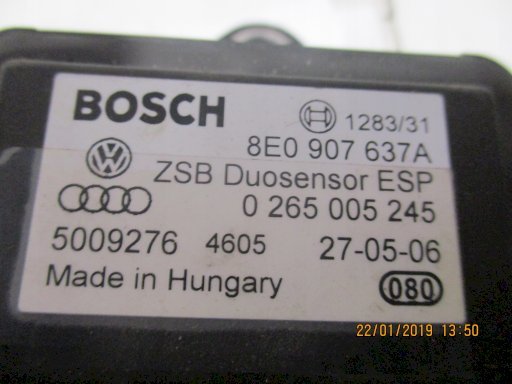 BOSCH 1283/31
8E0 907 637A
ZSB Duosensor ESP
0 265 005 245
5009276 4605 27-05-06
Made in Hungary 080
22/01/2019 13:50